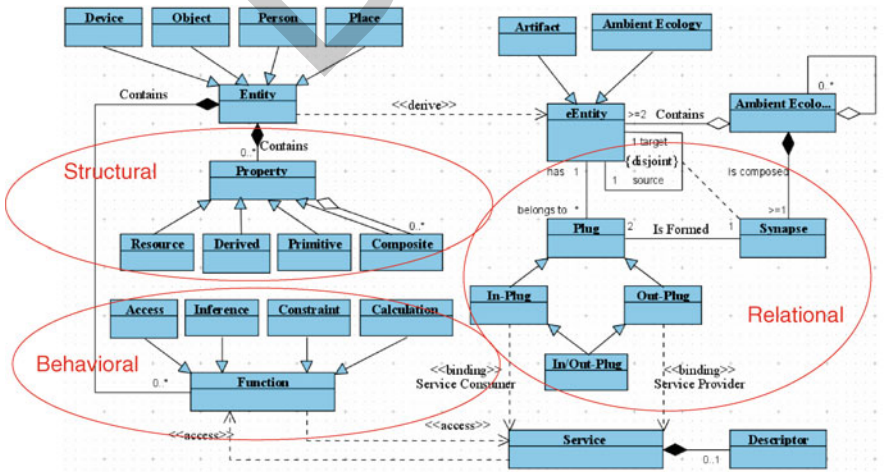 Device
Object
Person
Place
Artifact
Ambient Ecology
Contains
Entity
<<derive>>
eEntity
>=2
Contains
Ambient Ecolo...
0..*
Contains
0..*
1 target
{disjoint}
1
source
has
1
Is composed
Structural
Property
0..*
belongs to
*
>=1
Resource
Derived
Primitive
Composite
Plug
2
Is Formed
1
Synapse
In-Plug
Out-Plug
Relational
Access
Inference
Constraint
Calculation
Behavioral
In/Out-Plug
<<binding>
Service Consumer
<<binding>
Service Provider
0..*
Function
<<access>>
<<access>>
Service
0..1
Descriptor